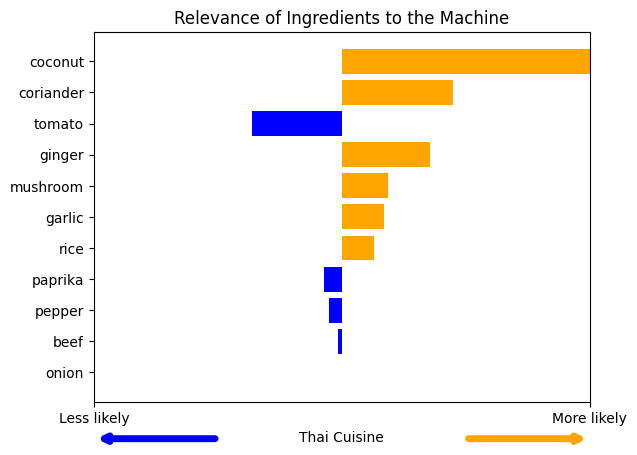 Relevance of Ingredients to the Machine
coconut
coriander
tomato
ginger
mushroom
garlic
rice
paprika
pepper
beef
onion
Less likely
More likely
Thai Cuisine